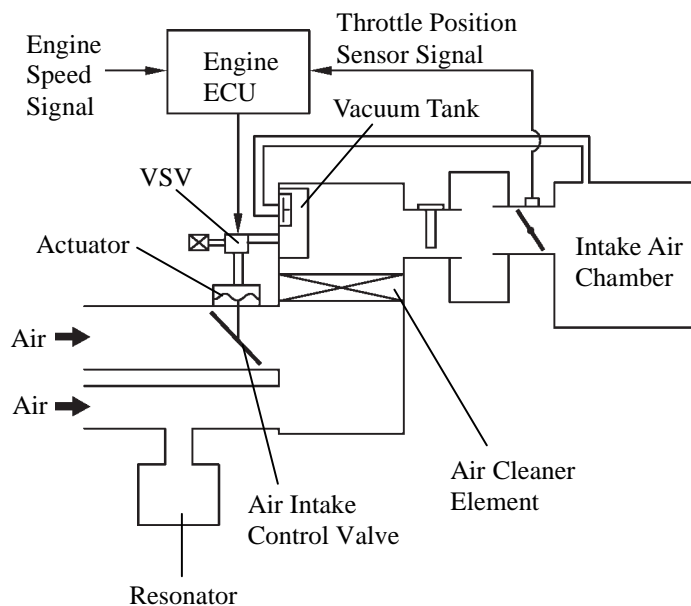 Engine
Speed
Signal
Engine
ECU
Throttle Position
Sensor Signal
Vacuum Tank
VSV
Actuator
Intake Air
Chamber
Air
Air
Air Cleaner
Element
Air Intake
Control Valve
Resonator